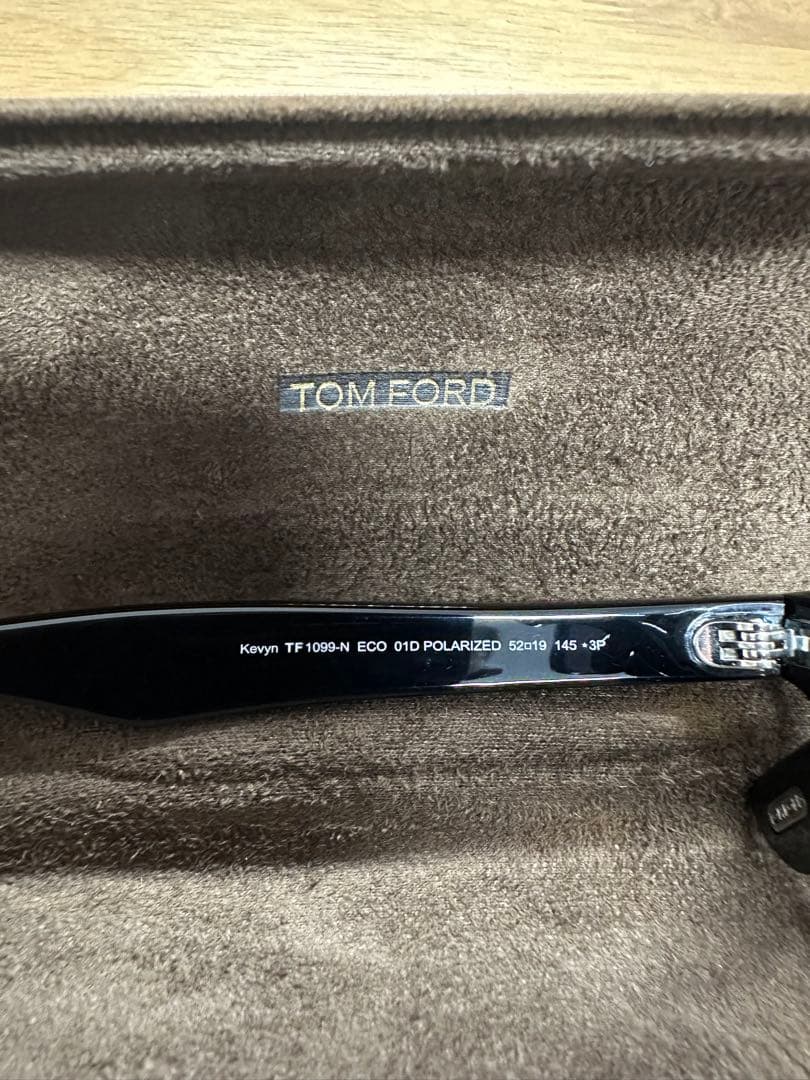 TOM FORD
Kevyn TF1099-N ECO 01D POLARIZED 52□19 145 *3P